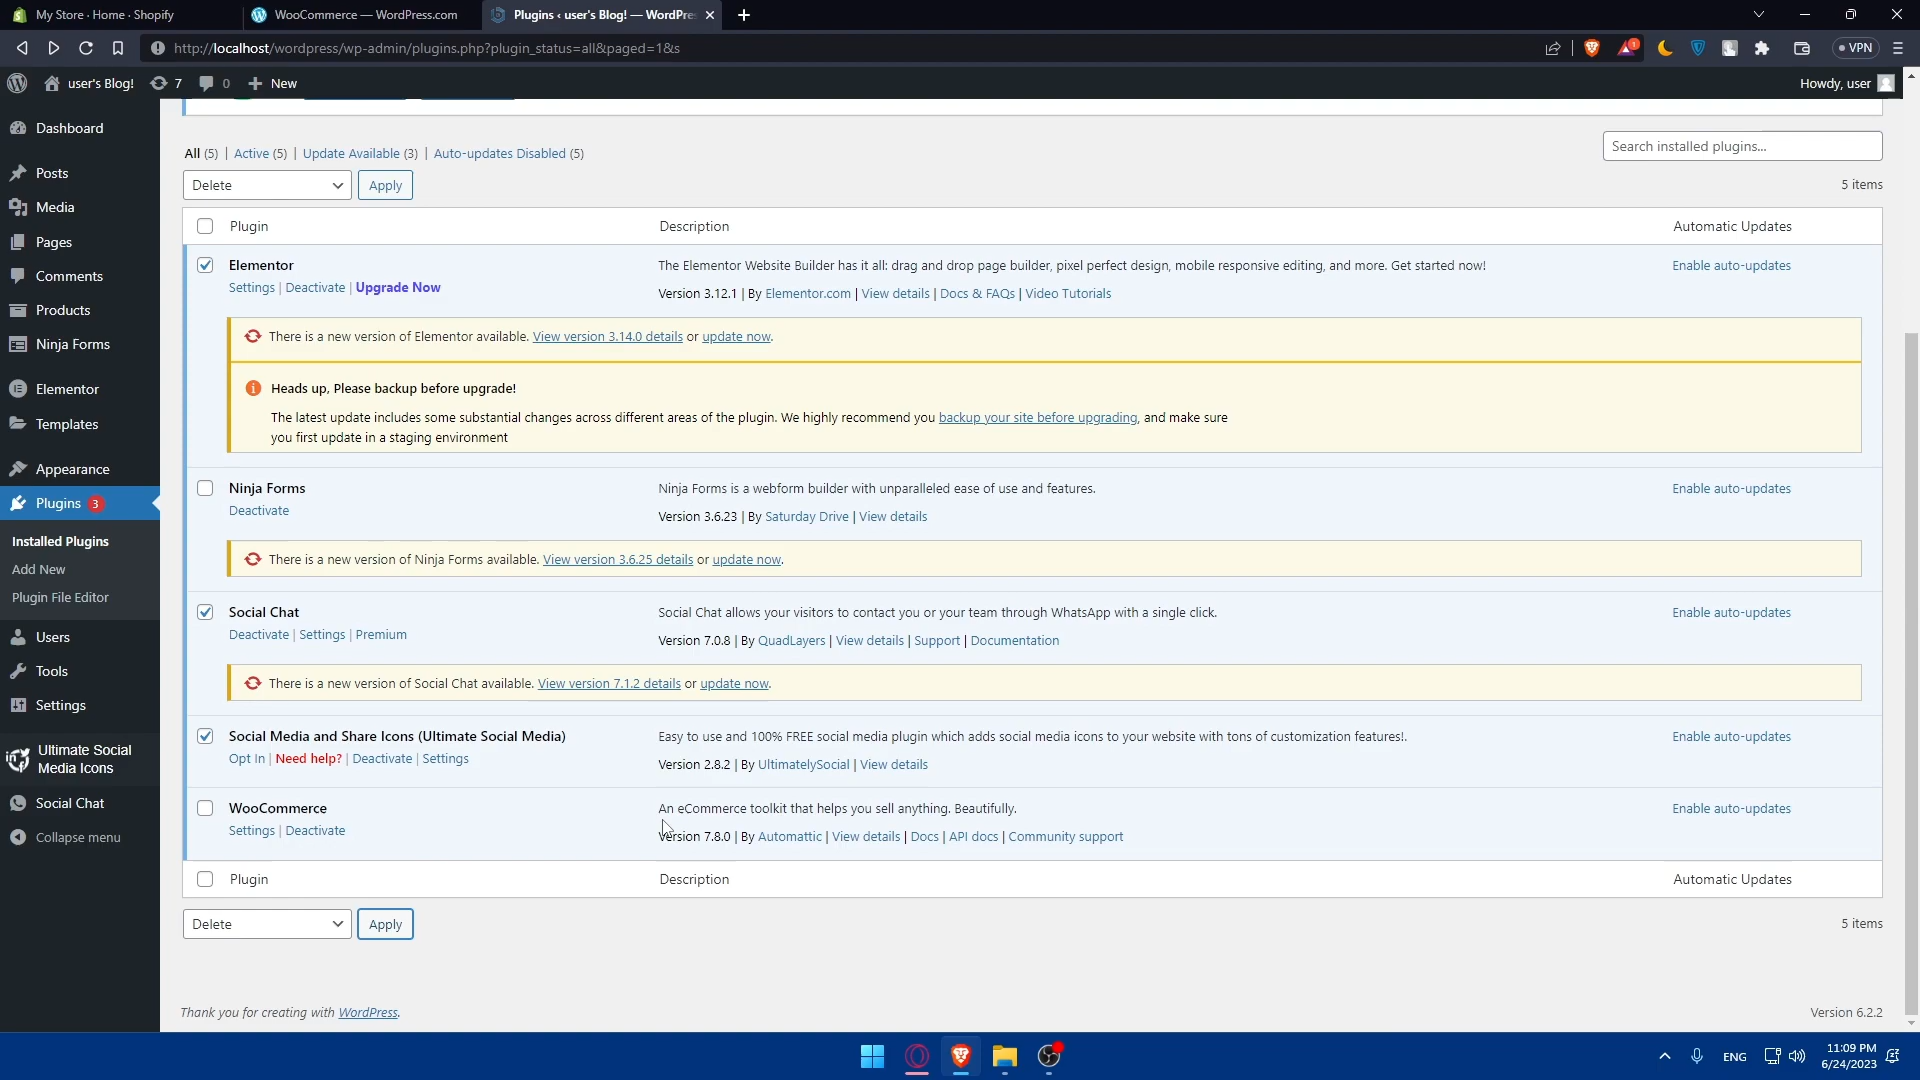 My Store · Home · Shopify
WooCommerce — WordPress.com
Plugins ‹ user's Blog! — WordPre
http://localhost/wordpress/wp-admin/plugins.php?plugin_status=all&paged=1&s
1
VPN
user's Blog!
7
0
New
Howdy, user
Dashboard
Posts
Media
Pages
Comments
Products
Ninja Forms
Elementor
Templates
Appearance
Plugins 3
Installed Plugins
Add New
Plugin File Editor
Users
Tools
Settings
Ultimate Social
Media Icons
Social Chat
Collapse menu
All (5) | Active (5) | Update Available (3) | Auto-updates Disabled (5)
Search installed plugins...
Delete
Apply
5 items
Plugin Description Automatic Updates
Elementor
Settings | Deactivate | Upgrade Now
The Elementor Website Builder has it all: drag and drop page builder, pixel perfect design, mobile responsive editing, and more. Get started now!
Version 3.12.1 | By Elementor.com | View details | Docs & FAQs | Video Tutorials
Enable auto-updates
There is a new version of Elementor available. View version 3.14.0 details or update now.
Heads up, Please backup before upgrade!
The latest update includes some substantial changes across different areas of the plugin. We highly recommend you backup your site before upgrading, and make sure
you first update in a staging environment
Ninja Forms
Deactivate
Ninja Forms is a webform builder with unparalleled ease of use and features.
Version 3.6.23 | By Saturday Drive | View details
Enable auto-updates
There is a new version of Ninja Forms available. View version 3.6.25 details or update now.
Social Chat
Deactivate | Settings | Premium
Social Chat allows your visitors to contact you or your team through WhatsApp with a single click.
Version 7.0.8 | By QuadLayers | View details | Support | Documentation
Enable auto-updates
There is a new version of Social Chat available. View version 7.1.2 details or update now.
Social Media and Share Icons (Ultimate Social Media)
Opt In | Need help? | Deactivate | Settings
Easy to use and 100% FREE social media plugin which adds social media icons to your website with tons of customization features!.
Version 2.8.2 | By UltimatelySocial | View details
Enable auto-updates
WooCommerce
Settings | Deactivate
An eCommerce toolkit that helps you sell anything. Beautifully.
Version 7.8.0 | By Automattic | View details | Docs | API docs | Community support
Enable auto-updates
Plugin Description Automatic Updates
Delete
Apply
5 items
Thank you for creating with WordPress.
Version 6.2.2
ENG
11:09 PM
6/24/2023